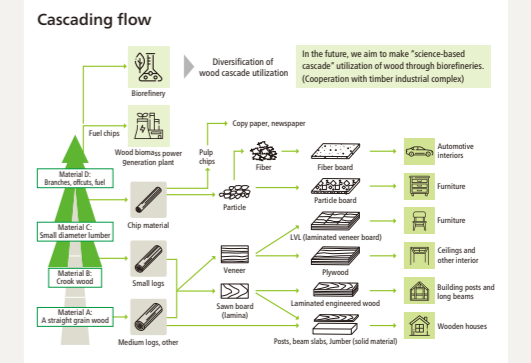 Cascading flow
Biorefinery
Diversification of
wood cascade utilization
In the future, we aim to make "science-based
cascade" utilization of wood through biorefineries.
(Cooperation with timber industrial complex)
Fuel chips
Wood biomass power
generation plant
Copy paper, newspaper
Pulp
chips
Material D:
Branches, offcuts, fuel
Chip material
Particle
Fiber
Fiber board
Automotive
interiors
Particle board
Furniture
Material C:
Small diameter lumber
LVL (laminated veneer board)
Furniture
Material B:
Crook wood
Small logs
Veneer
Plywood
Ceilings and
other interior
Sawn board
(lamina)
Laminated engineered wood
Building posts and
long beams
Material A:
A straight grain wood
Medium logs, other
Posts, beam slabs, Jumber (solid material)
Wooden houses